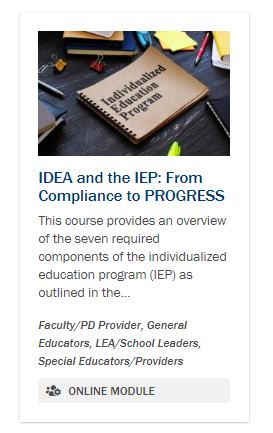 Individualized
Education
Program
IDEA and the IEP: From
Compliance to PROGRESS
This course provides an overview
of the seven required
components of the individualized
education program (IEP) as
outlined in the...
Faculty/PD Provider, General
Educators, LEA/School Leaders,
Special Educators/Providers
ONLINE MODULE